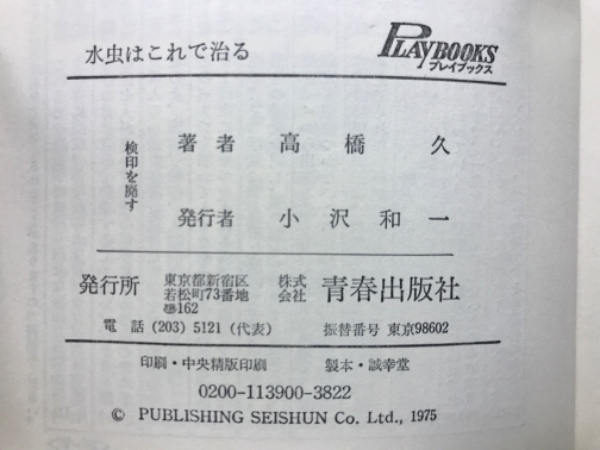 水虫はこれで治る
PLAYBOOKS
プレイブックス
検印を廃す
著者 高橋 久
発行者 小沢和一
発行所 東京都新宿区 若松町73番地 〠162 株式会社 青春出版社
電話 (203) 5121 (代表) 振替番号 東京98602
印刷・中央精版印刷 製本・誠幸堂
0200-113900-3822
© PUBLISHING SEISHUN Co. Ltd., 1975